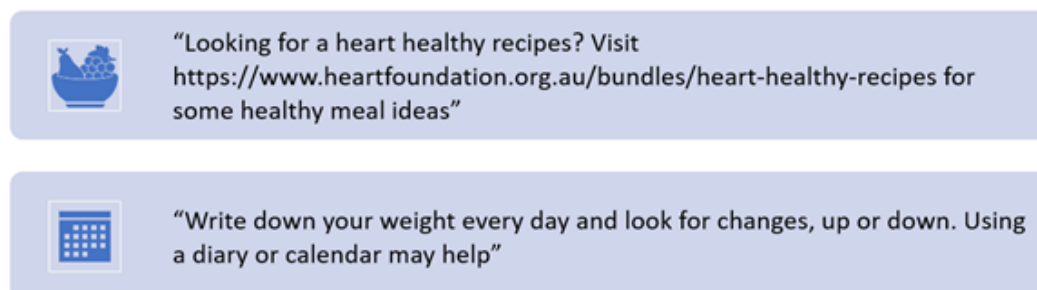 “Looking for a heart healthy recipes? Visit
https://www.heartfoundation.org.au/bundles/heart-healthy-recipes for
some healthy meal ideas”
“Write down your weight every day and look for changes, up or down. Using
a diary or calendar may help”